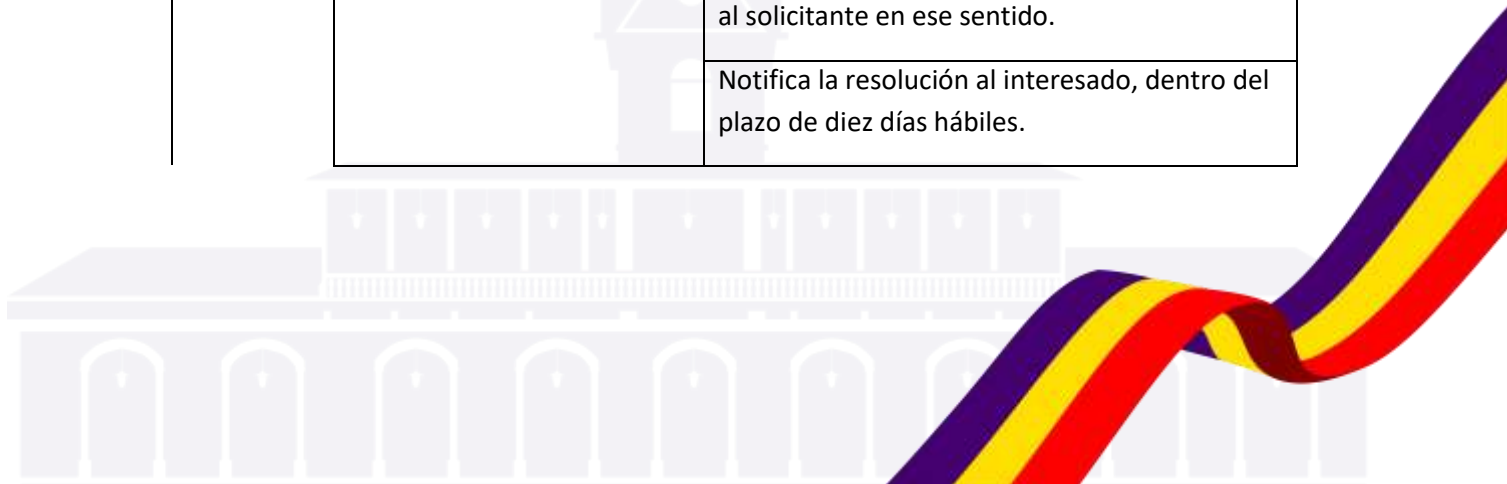 al solicitante en ese sentido.
Notifica la resolución al interesado, dentro del
plazo de diez días hábiles.